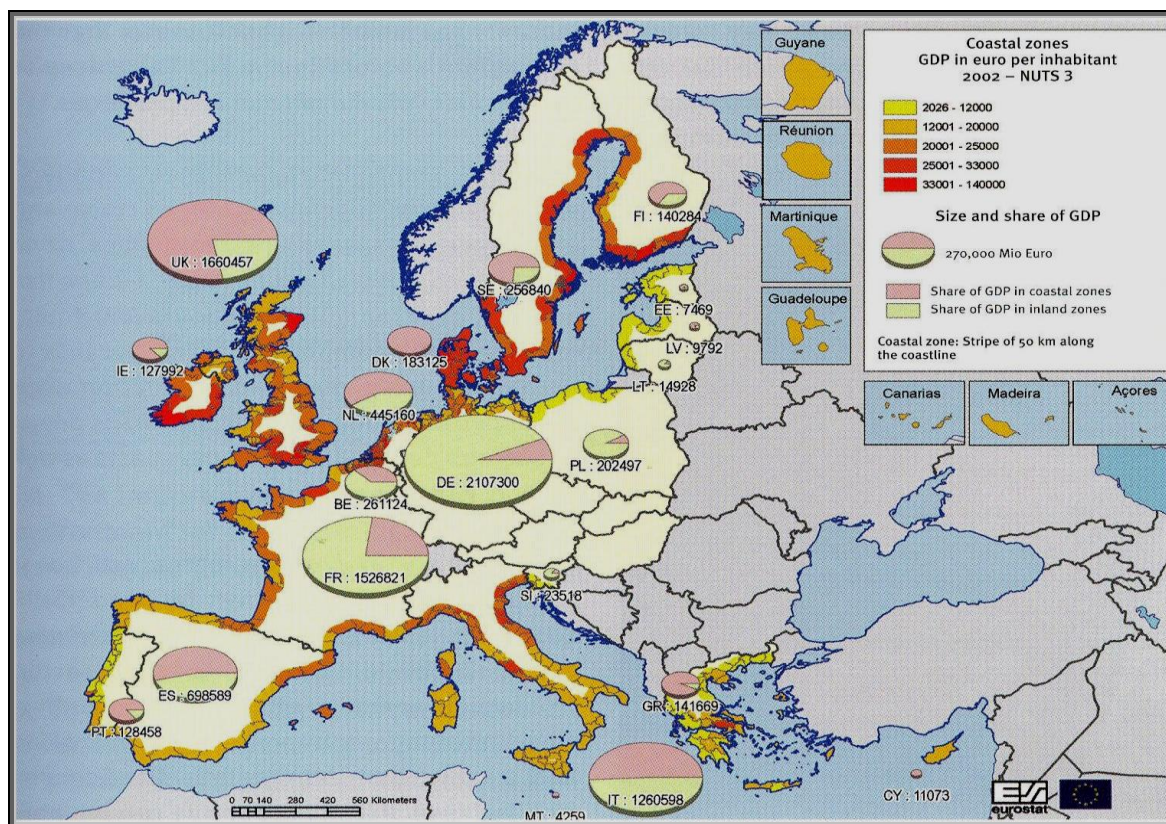 Guyane
Réunion
Martinique
Guadeloupe
Coastal zones
GDP in euro per inhabitant
2002 – NUTS 3
2026 - 12000
12001 - 20000
20001 - 25000
25001 - 33000
33001 - 140000
Size and share of GDP
270,000 Mio Euro
Share of GDP in coastal zones
Share of GDP in inland zones
Coastal zone: Stripe of 50 km along
the coastline
Canarias
Madeira
Açores
FI : 140284
UK : 1660457
SE : 256840
EE : 7469
LV : 9792
DK : 183125
IE : 127992
LT : 14928
NL : 445160
PL : 202497
DE : 2107300
BE : 261124
FR : 1526821
SI : 23518
ES : 698589
GR : 141669
PT : 128458
IT : 1260598
CY : 11073
MT : 4259
0 70 140 280 420 560 Kilometers
eurostat